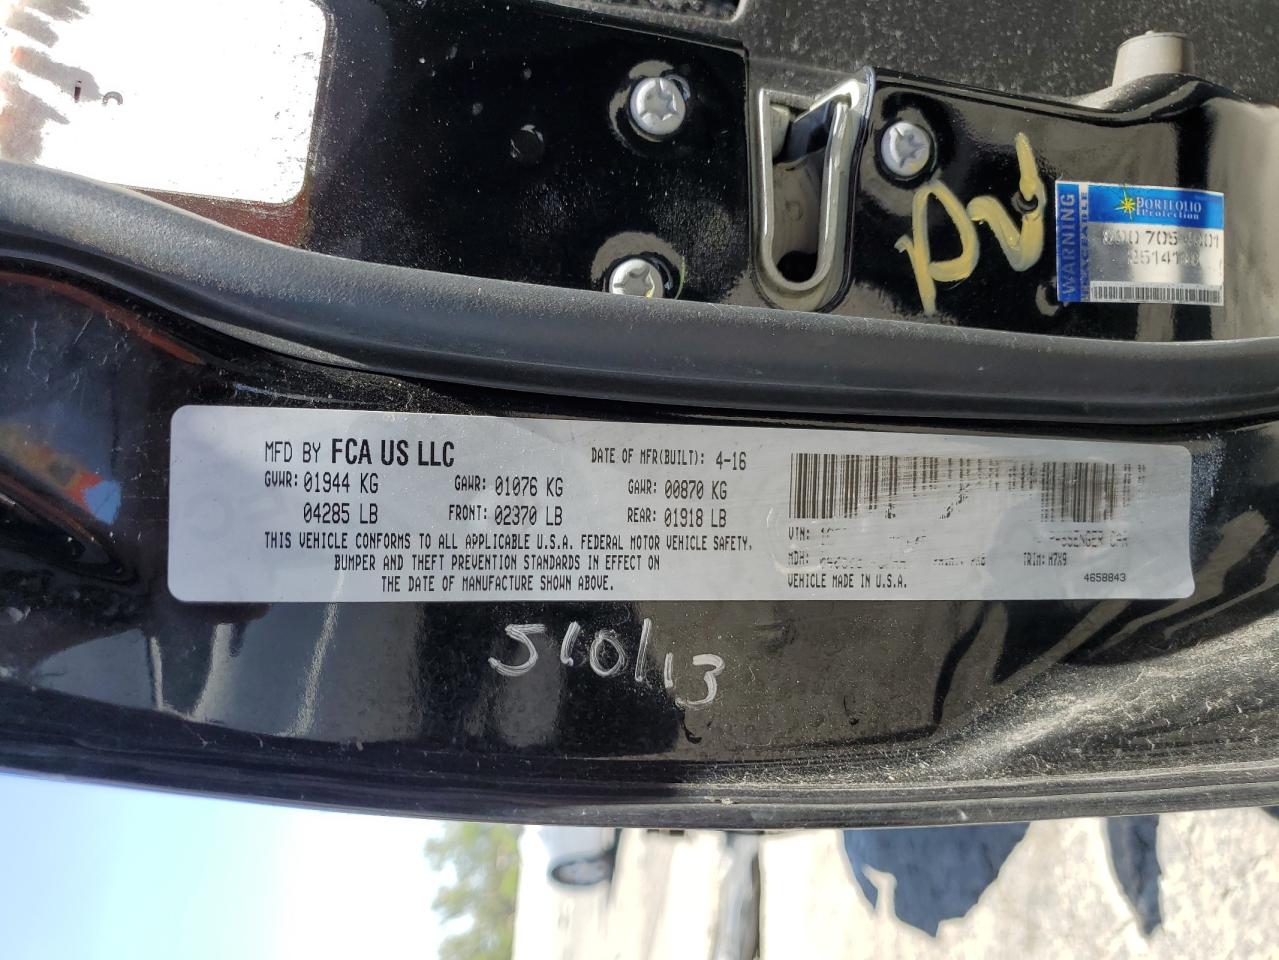 WARNING
PORTFOLIO
Protection
MFD BY FCA US LLC
DATE OF MFR(BUILT): 4-16
GVWR: 01944 KG GAWR: 01076 KG GAWR: 00870 KG
04285 LB FRONT: 02370 LB REAR: 01918 LB
THIS VEHICLE CONFORMS TO ALL APPLICABLE U.S.A. FEDERAL MOTOR VEHICLE SAFETY,
BUMPER AND THEFT PREVENTION STANDARDS IN EFFECT ON
THE DATE OF MANUFACTURE SHOWN ABOVE.
VIN:
PASSENGER CAR
MDH: TRIM: H7X9
VEHICLE MADE IN U.S.A. 4658843